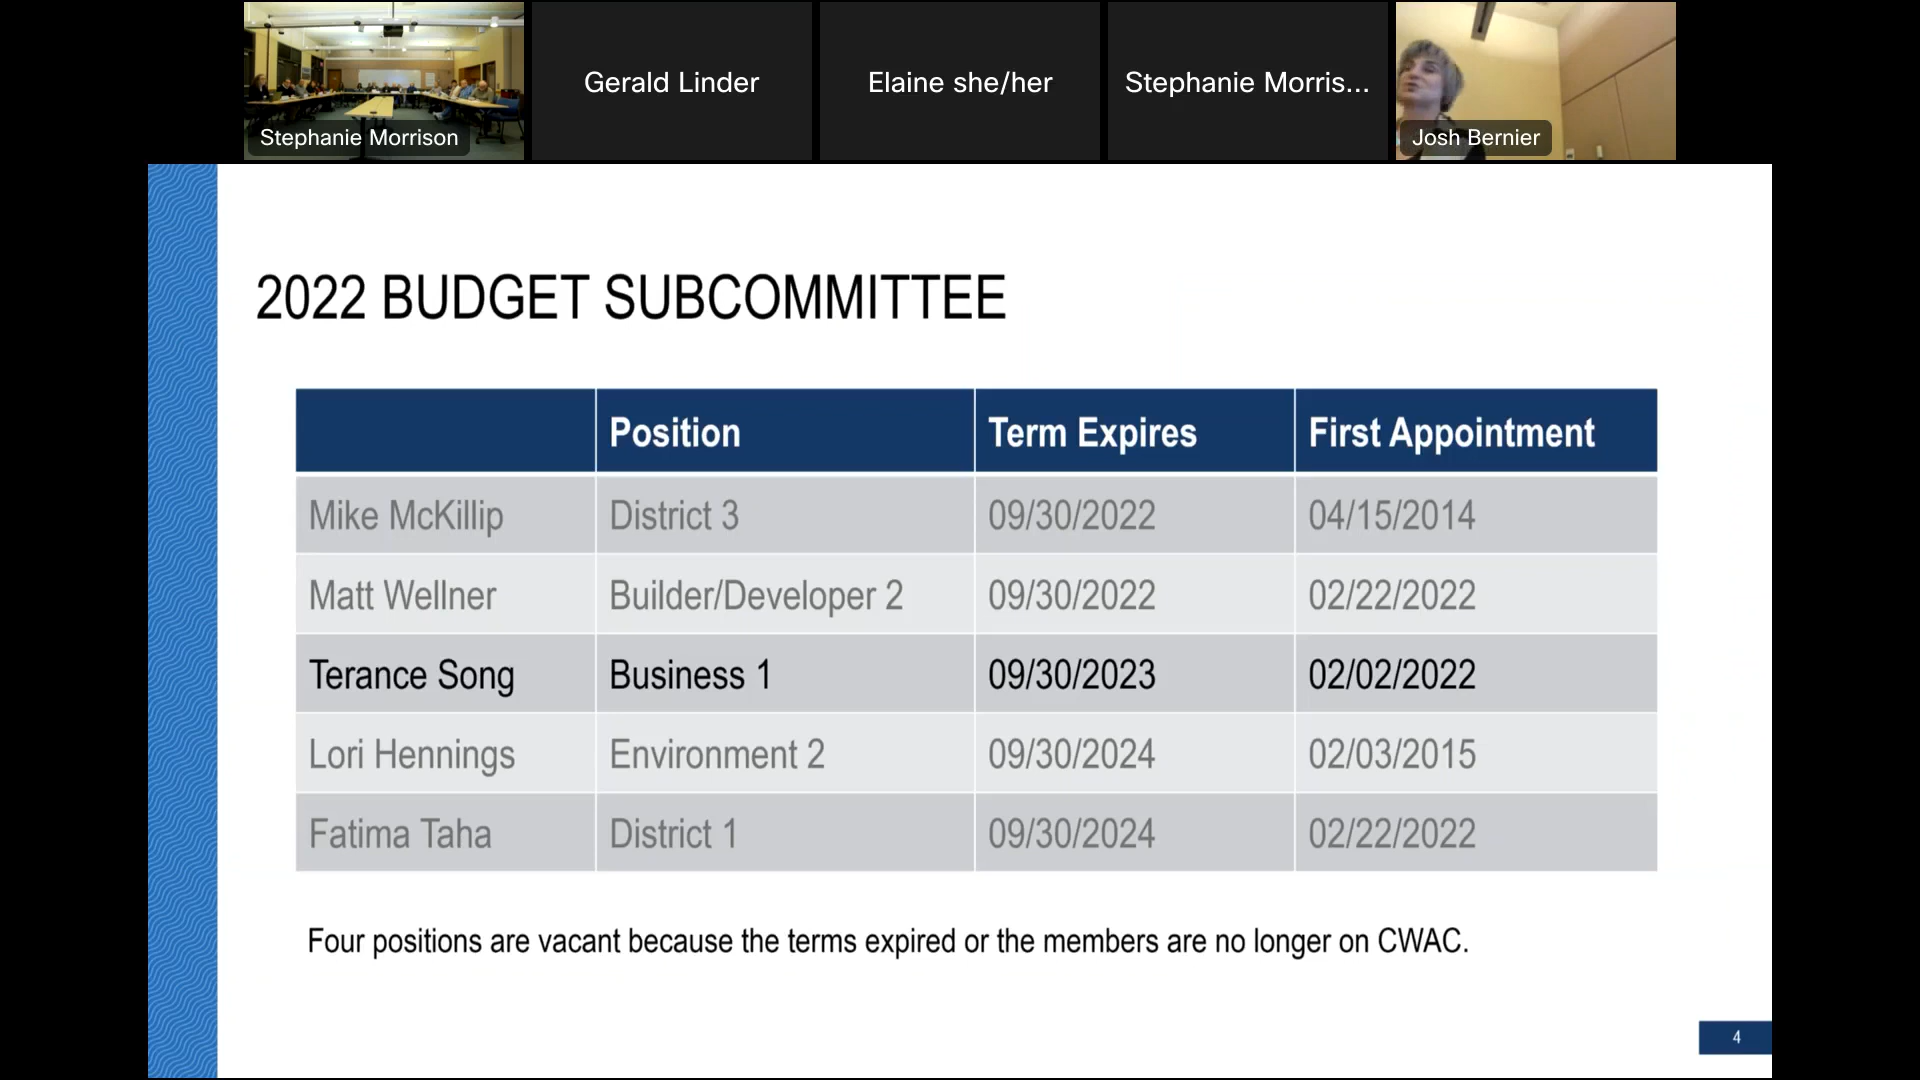 Stephanie Morrison
Gerald Linder
Elaine she/her
Stephanie Morris...
Josh Bernier
2022 BUDGET SUBCOMMITTEE
Position Term Expires First Appointment
Mike McKillip District 3 09/30/2022 04/15/2014
Matt Wellner Builder/Developer 2 09/30/2022 02/22/2022
Terance Song Business 1 09/30/2023 02/02/2022
Lori Hennings Environment 2 09/30/2024 02/03/2015
Fatima Taha District 1 09/30/2024 02/22/2022
Four positions are vacant because the terms expired or the members are no longer on CWAC.
4